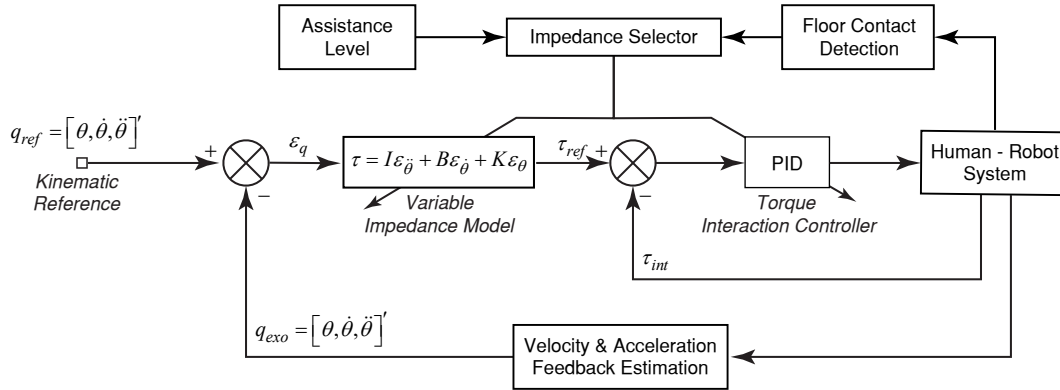 Assistance
Level
Impedance Selector
Floor Contact
Detection
q_ref = [θ, θ̇, θ̈]′
+
−
Kinematic
Reference
ε_q
τ = Iε_θ̈ + Bε_θ̇ + Kε_θ
Variable
Impedance Model
τ_ref
+
−
PID
Torque
Interaction Controller
Human - Robot
System
τ_int
q_exo = [θ, θ̇, θ̈]′
Velocity & Acceleration
Feedback Estimation